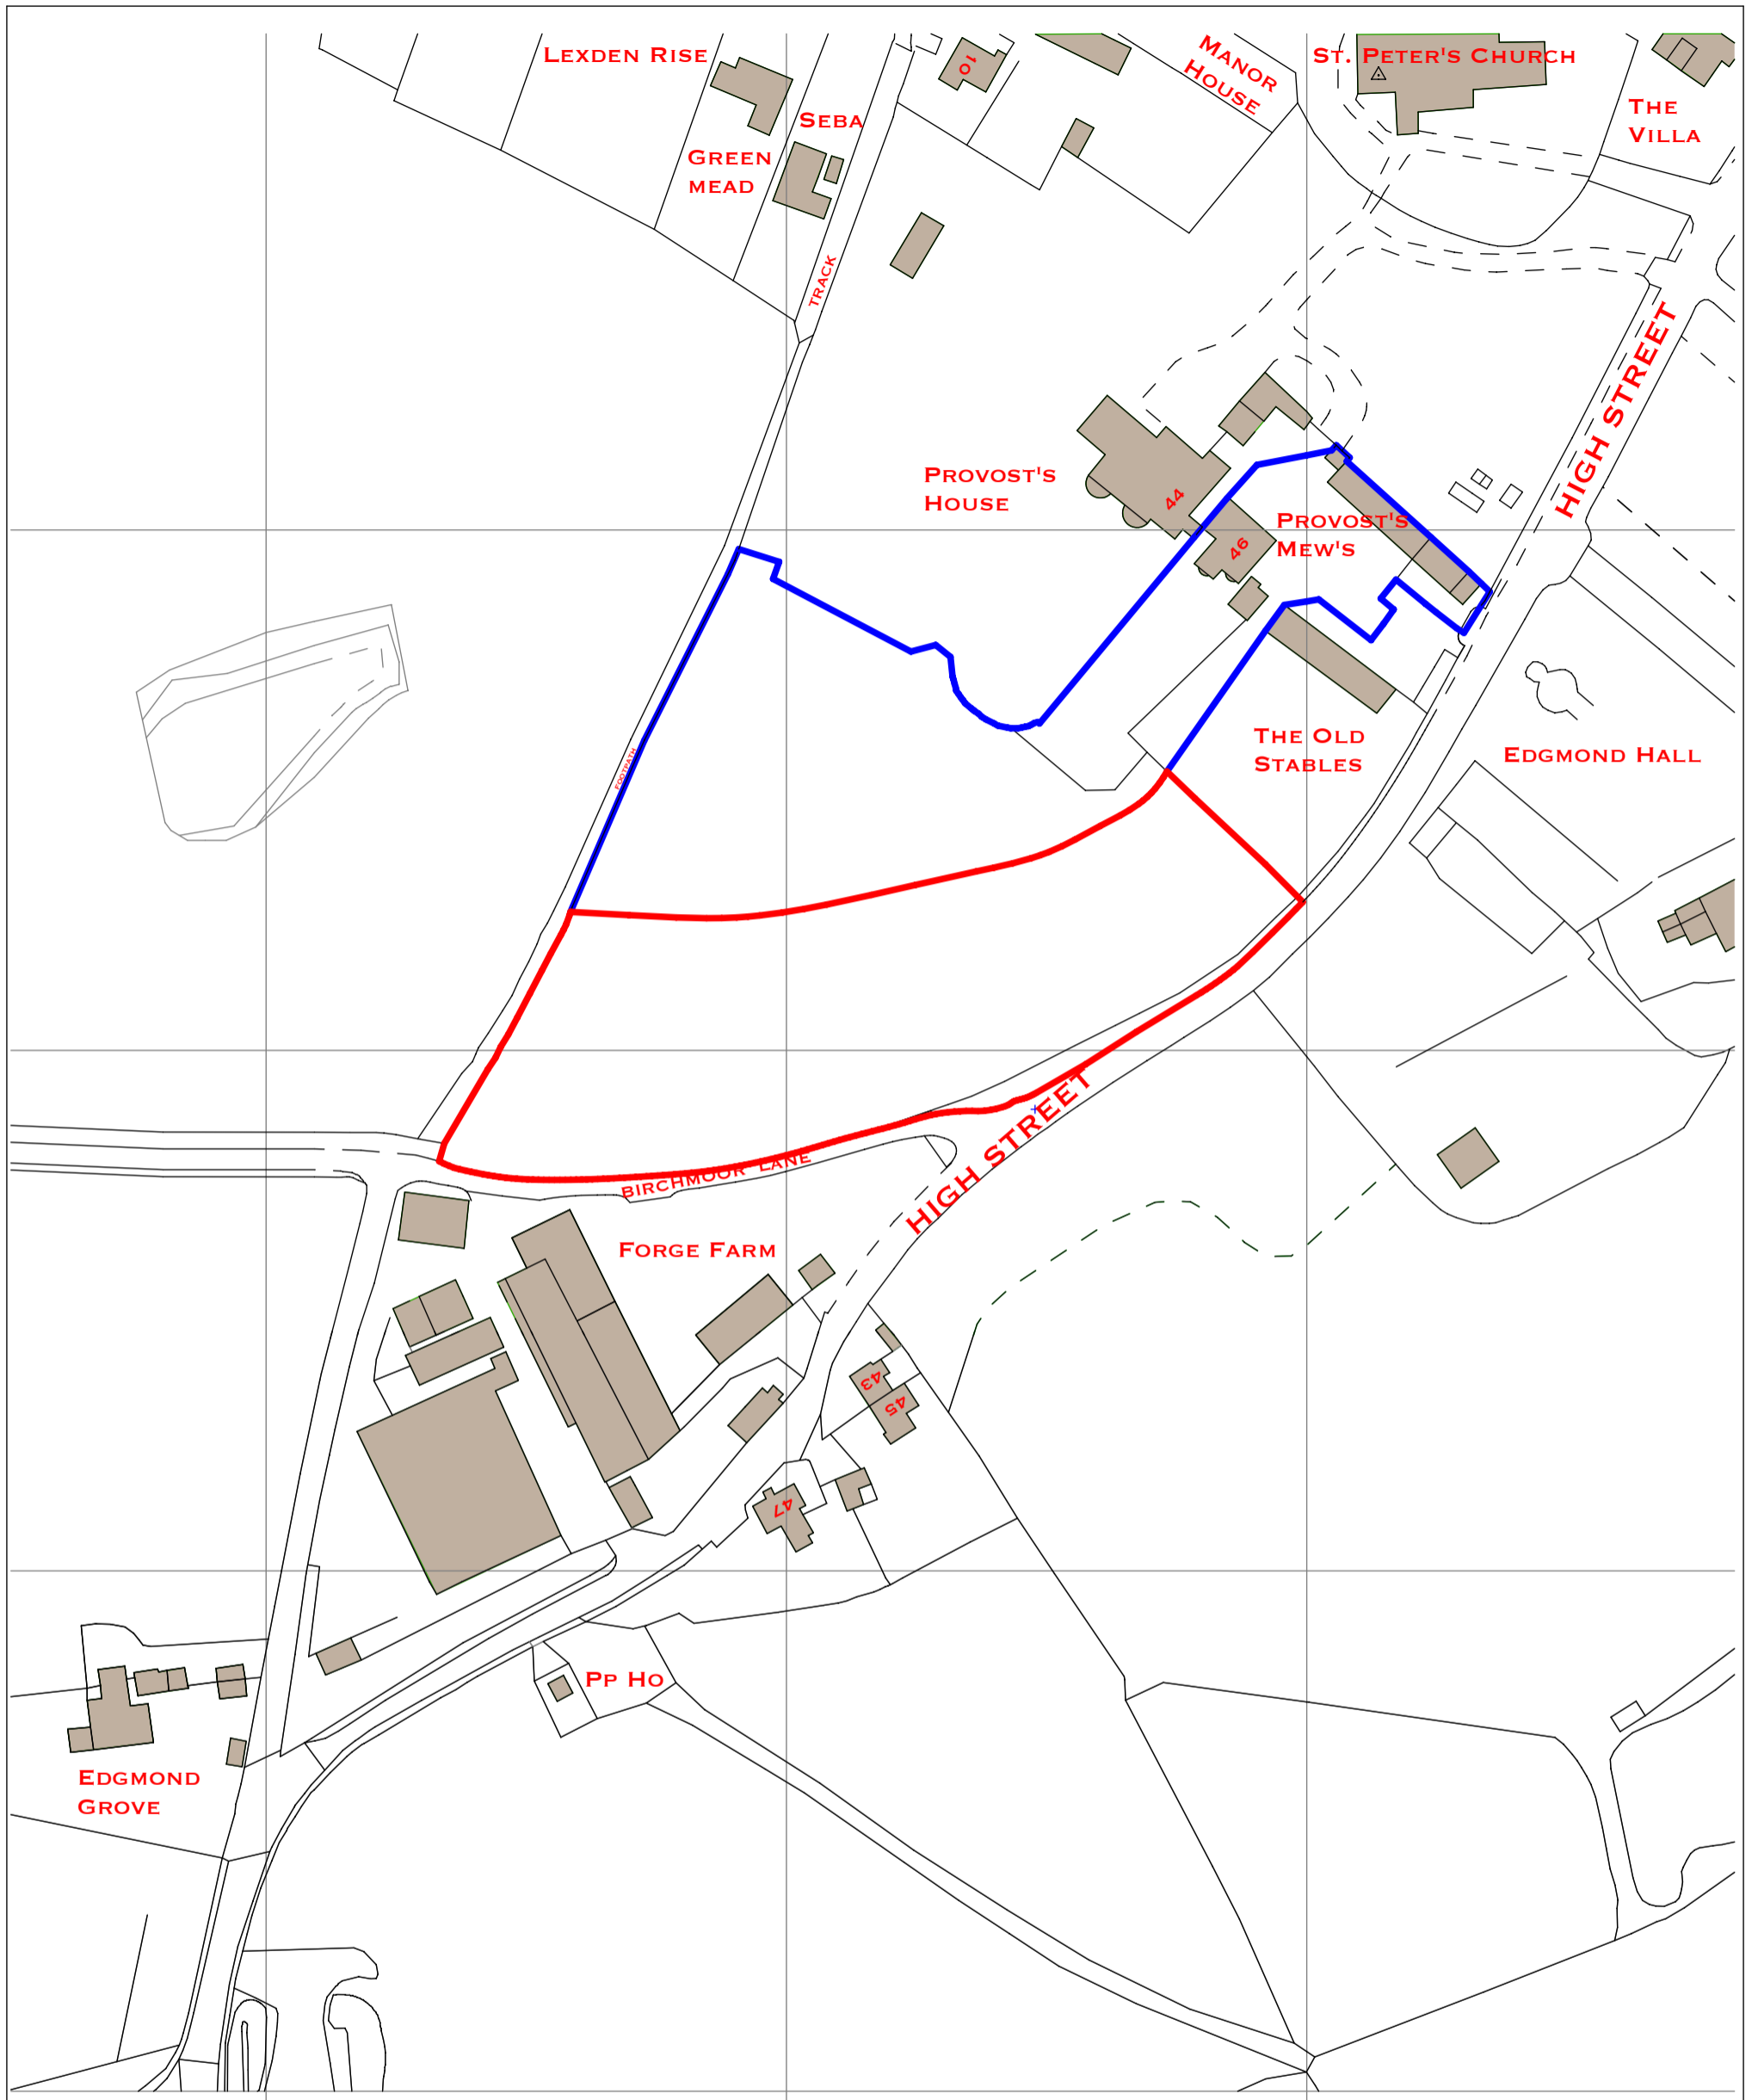 LEXDEN RISE
10
MANOR
HOUSE
ST. PETER'S CHURCH
THE
VILLA
SEBA
GREEN
MEAD
TRACK
HIGH STREET
PROVOST'S
HOUSE
44
PROVOST'S
MEW'S
46
FOOTPATH
THE OLD
STABLES
EDGMOND HALL
HIGH STREET
BIRCHMOOR LANE
FORGE FARM
43
45
47
PP HO
EDGMOND
GROVE